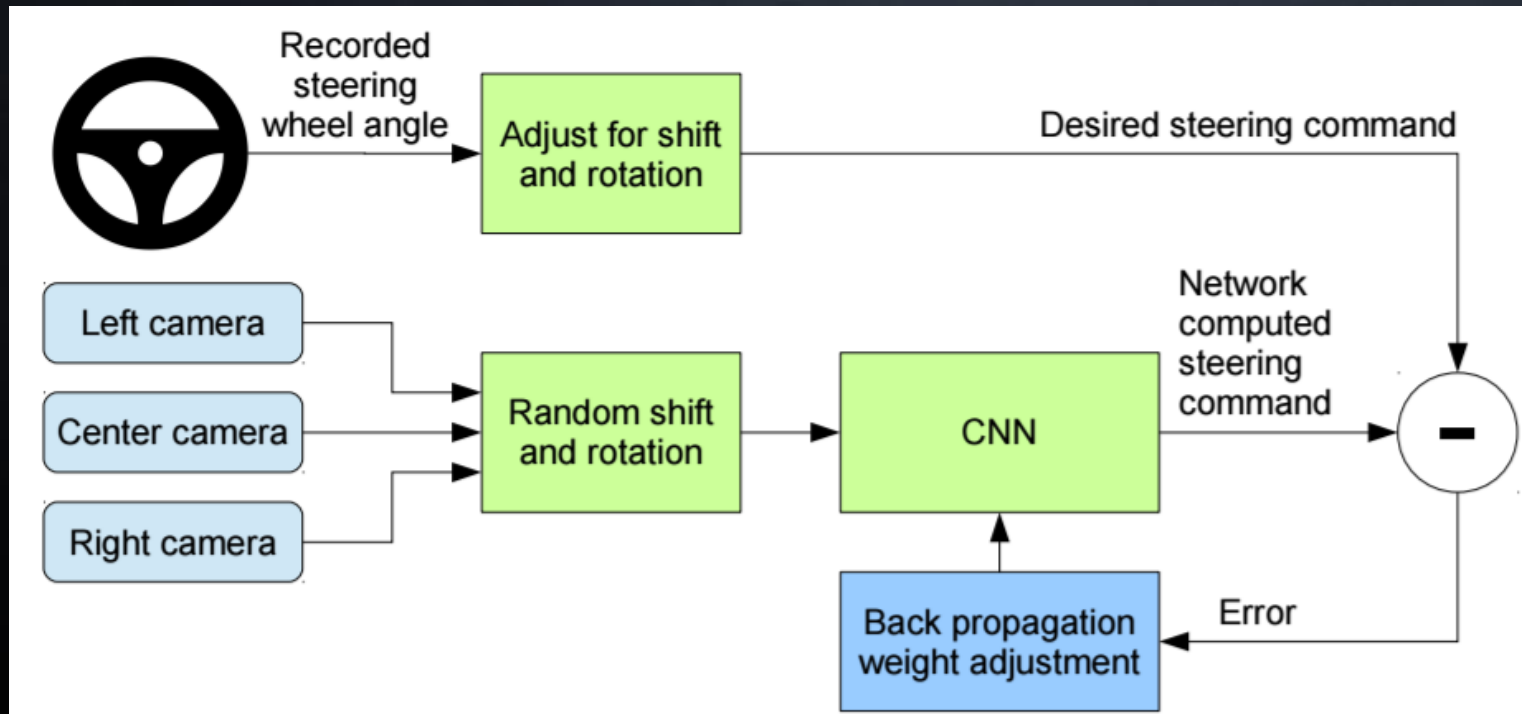 Recorded
steering
wheel angle
Adjust for shift
and rotation
Desired steering command
Left camera
Center camera
Right camera
Random shift
and rotation
CNN
Network
computed
steering
command
-
Back propagation
weight adjustment
Error